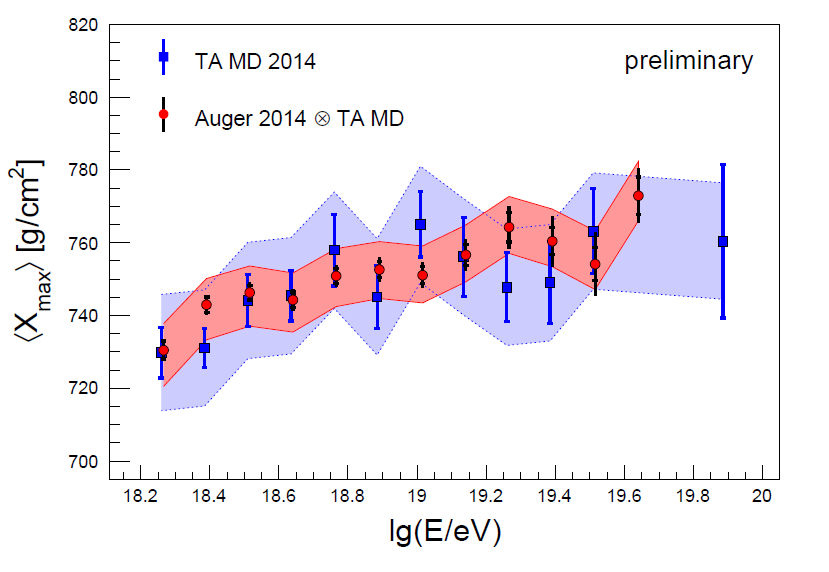 820
800
780
760
740
720
700
TA MD 2014
preliminary
Auger 2014 ⊗ TA MD
⟨Xmax⟩ [g/cm²]
18.2 18.4 18.6 18.8 19 19.2 19.4 19.6 19.8 20
lg(E/eV)